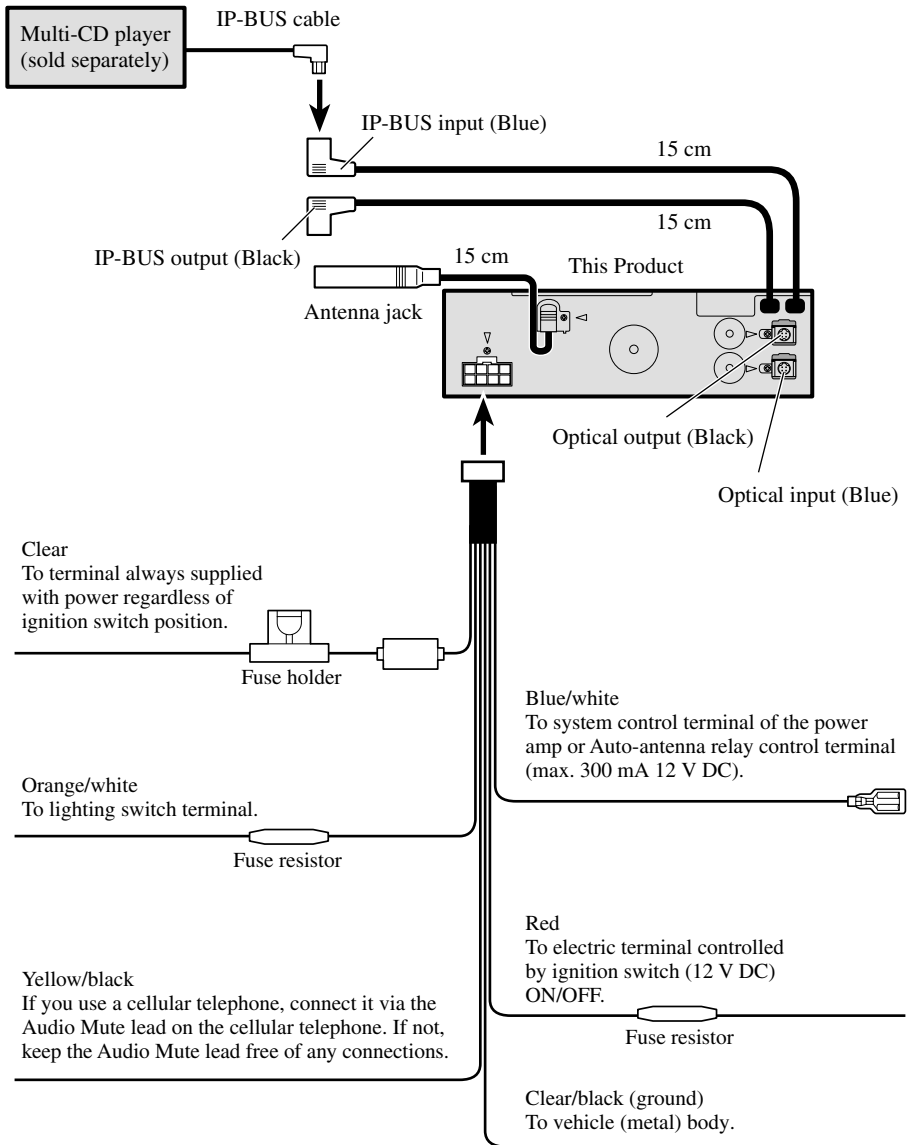 Multi-CD player
(sold separately)
IP-BUS cable
IP-BUS input (Blue)
15 cm
15 cm
IP-BUS output (Black)
15 cm
This Product
Antenna jack
Optical output (Black)
Optical input (Blue)
Clear
To terminal always supplied
with power regardless of
ignition switch position.
Fuse holder
Blue/white
To system control terminal of the power
amp or Auto-antenna relay control terminal
(max. 300 mA 12 V DC).
Orange/white
To lighting switch terminal.
Fuse resistor
Red
To electric terminal controlled
by ignition switch (12 V DC)
ON/OFF.
Fuse resistor
Yellow/black
If you use a cellular telephone, connect it via the
Audio Mute lead on the cellular telephone. If not,
keep the Audio Mute lead free of any connections.
Clear/black (ground)
To vehicle (metal) body.